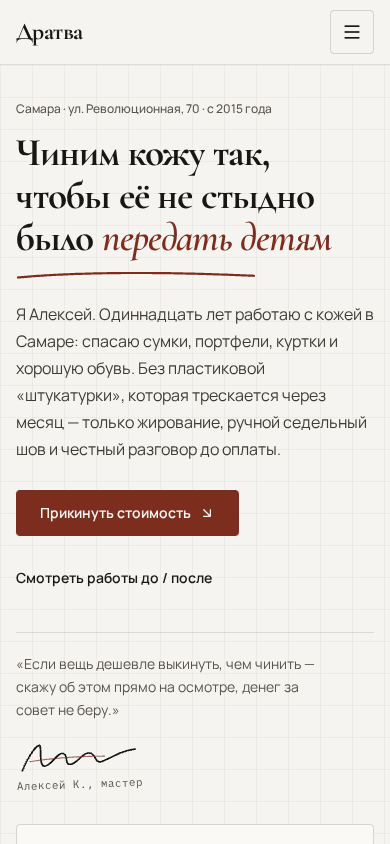 Дратва
Самара · ул. Революционная, 70 · с 2015 года
Чиним кожу так,
чтобы её не стыдно
было передать детям
Я Алексей. Одиннадцать лет работаю с кожей в
Самаре: спасаю сумки, портфели, куртки и
хорошую обувь. Без пластиковой
«штукатурки», которая трескается через
месяц — только жирование, ручной седельный
шов и честный разговор до оплаты.
Прикинуть стоимость ↘
Смотреть работы до / после
«Если вещь дешевле выкинуть, чем чинить —
скажу об этом прямо на осмотре, денег за
совет не беру.»
Алексей К., мастер